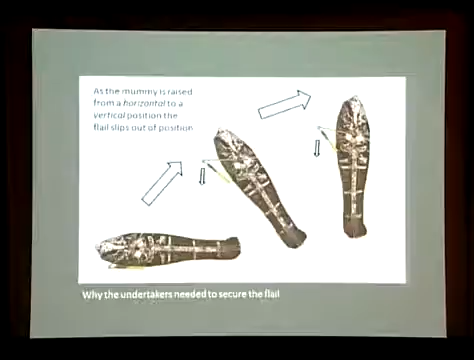 As the mummy is raised
from a horizontal to a
vertical position the
flail slips out of position
Why the undertakers needed to secure the flail